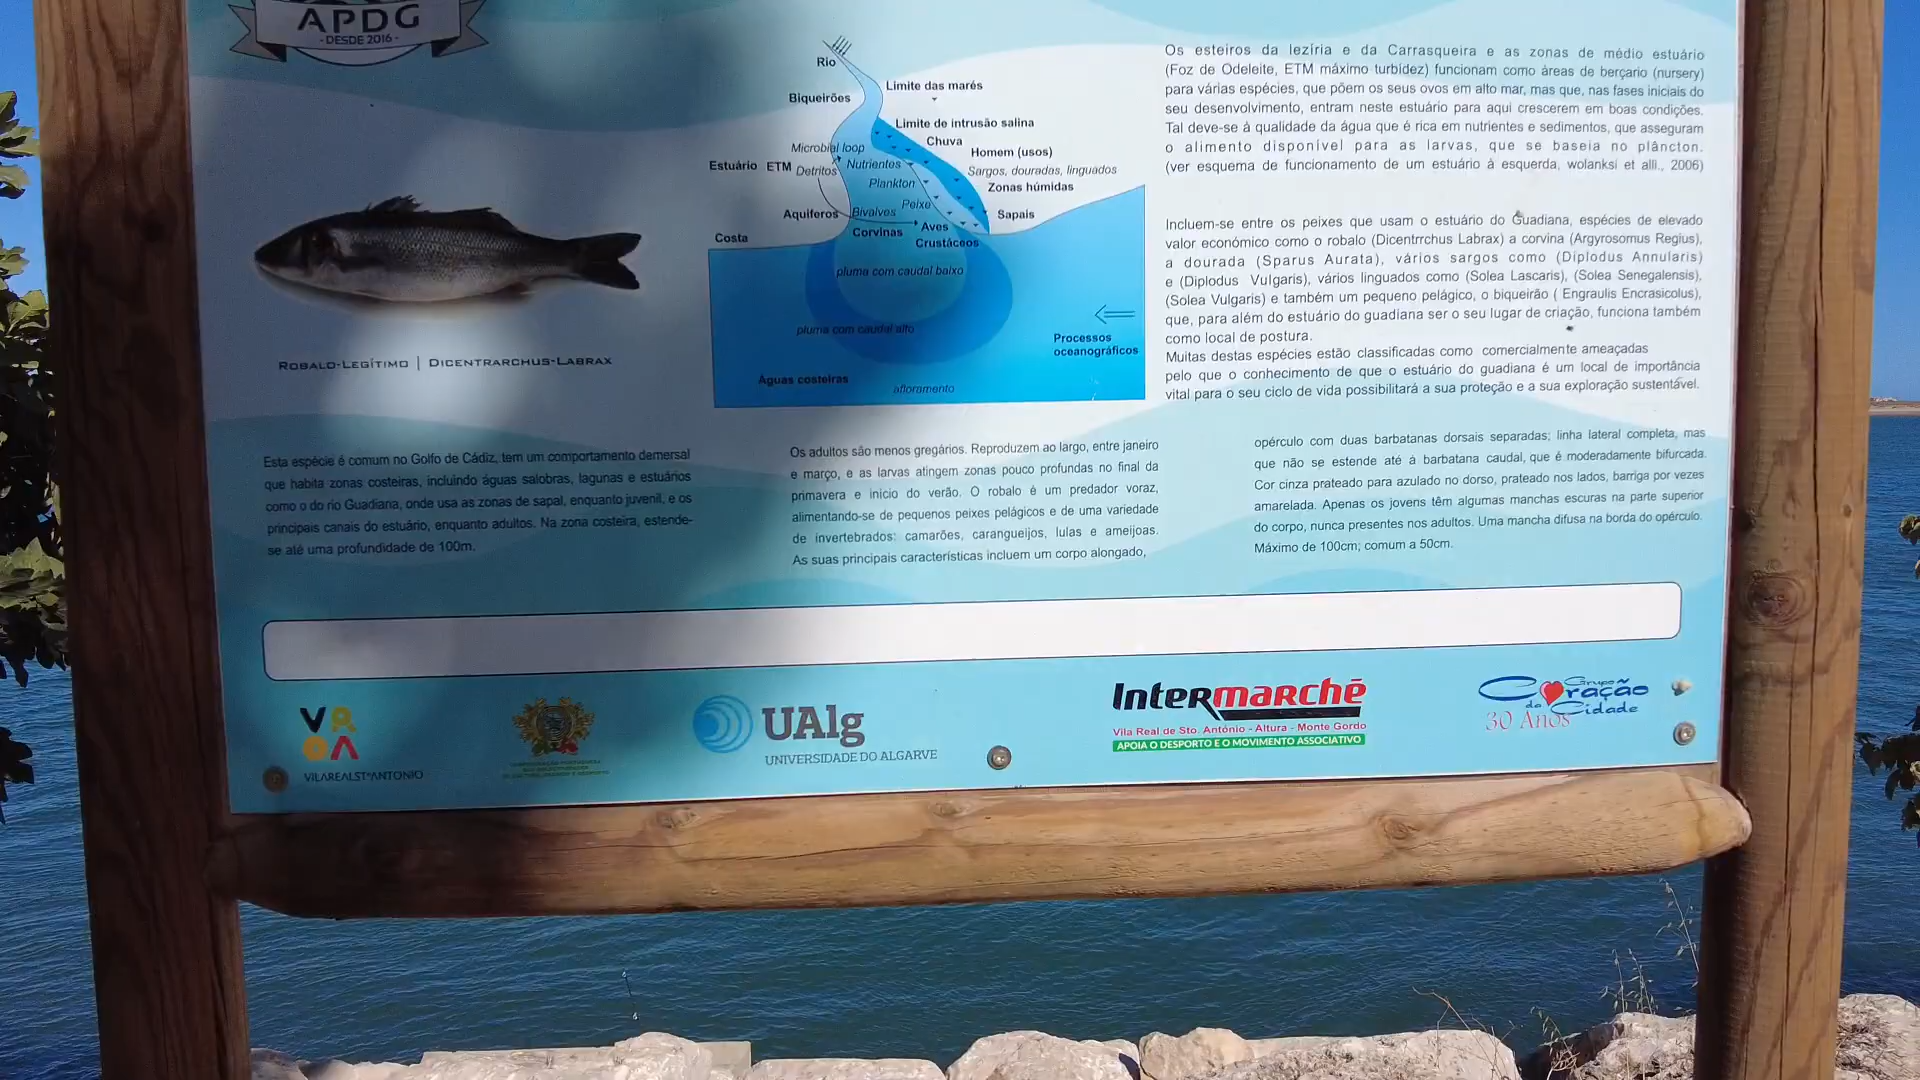 APDG
- DESDE 2016 -
Rio
Limite das marés
Biqueirões
Limite de intrusão salina
Chuva
Microbial loop
Homem (usos)
Estuário ETM Detritos
Nutrientes
Sargos, douradas, linguados
Plankton
Zonas húmidas
Peixe
Aquiferos
Bivalves
Sapais
Aves
Corvinas
Costa
Crustáceos
pluma com caudal baixo
pluma com caudal alto
Processos
oceanográficos
Águas costeiras
afloramento
ROBALO-LEGÍTIMO | DICENTRARCHUS-LABRAX
Os esteiros da lezíria e da Carrasqueira e as zonas de médio estuário
(Foz de Odeleite, ETM máximo turbidez) funcionam como àreas de berçario (nursery)
para várias espécies, que põem os seus ovos em alto mar, mas que, nas fases iniciais do
seu desenvolvimento, entram neste estuário para aqui crescerem em boas condições.
Tal deve-se à qualidade da água que é rica em nutrientes e sedimentos, que asseguram
o alimento disponível para as larvas, que se baseia no plâncton.
(ver esquema de funcionamento de um estuário à esquerda, wolanksi et alli., 2006)
Incluem-se entre os peixes que usam o estuário do Guadiana, espécies de elevado
valor económico como o robalo (Dicentrrchus Labrax) a corvina (Argyrosomus Regius),
a dourada (Sparus Aurata), vários sargos como (Diplodus Annularis)
e (Diplodus Vulgaris), vários linguados como (Solea Lascaris), (Solea Senegalensis),
(Solea Vulgaris) e também um pequeno pelágico, o biqueirão ( Engraulis Encrasicolus),
que, para além do estuário do guadiana ser o seu lugar de criação, funciona também
como local de postura.
Muitas destas espécies estão classificadas como comercialmente ameaçadas
pelo que o conhecimento de que o estuário do guadiana é um local de importância
vital para o seu ciclo de vida possibilitará a sua proteção e a sua exploração sustentável.
Esta espécie é comum no Golfo de Cádiz, tem um comportamento demersal
que habita zonas costeiras, incluindo águas salobras, lagunas e estuários
como o do rio Guadiana, onde usa as zonas de sapal, enquanto juvenil, e os
principais canais do estuário, enquanto adultos. Na zona costeira, estende-
se até uma profundidade de 100m.
Os adultos são menos gregários. Reproduzem ao largo, entre janeiro
e março, e as larvas atingem zonas pouco profundas no final da
primavera e inicio do verão. O robalo é um predador voraz,
alimentando-se de pequenos peixes pelágicos e de uma variedade
de invertebrados: camarões, carangueijos, lulas e ameijoas.
As suas principais características incluem um corpo alongado,
opérculo com duas barbatanas dorsais separadas; linha lateral completa, mas
que não se estende até à barbatana caudal, que é moderadamente bifurcada.
Cor cinza prateado para azulado no dorso, prateado nos lados, barriga por vezes
amarelada. Apenas os jovens têm algumas manchas escuras na parte superior
do corpo, nunca presentes nos adultos. Uma mancha difusa na borda do opérculo.
Máximo de 100cm; comum a 50cm.
VR
OA
VILAREALSTºANTONIO
UAlg
UNIVERSIDADE DO ALGARVE
Intermarchē
Vila Real de Sto. António - Altura - Monte Gordo
APOIA O DESPORTO E O MOVIMENTO ASSOCIATIVO
Grupo
Coração
da Cidade
30 Anos